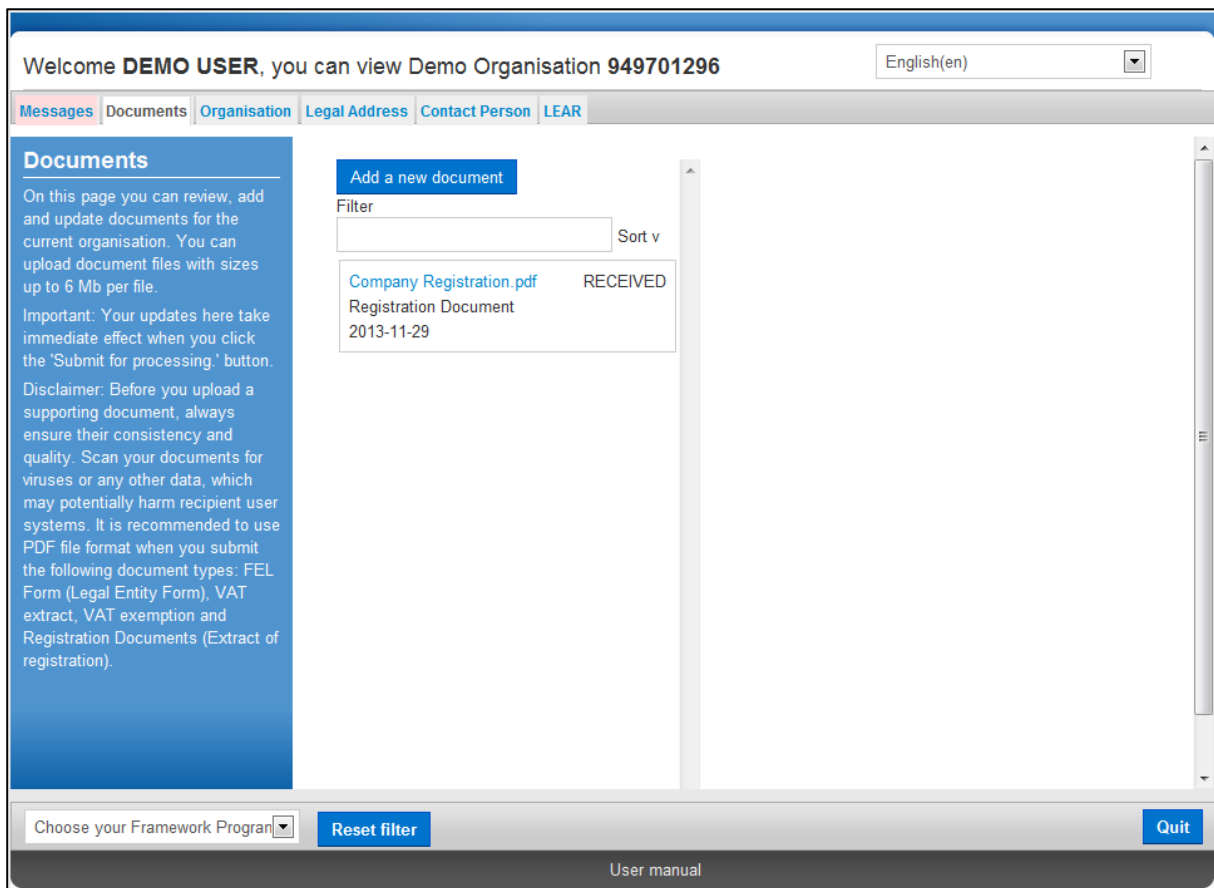 Welcome DEMO USER, you can view Demo Organisation 949701296
English(en)
Messages Documents Organisation Legal Address Contact Person LEAR
Documents
On this page you can review, add
and update documents for the
current organisation. You can
upload document files with sizes
up to 6 Mb per file.
Important: Your updates here take
immediate effect when you click
the 'Submit for processing.' button.
Disclaimer: Before you upload a
supporting document, always
ensure their consistency and
quality. Scan your documents for
viruses or any other data, which
may potentially harm recipient user
systems. It is recommended to use
PDF file format when you submit
the following document types: FEL
Form (Legal Entity Form), VAT
extract, VAT exemption and
Registration Documents (Extract of
registration).
Add a new document
Filter
Sort v
Company Registration.pdf RECEIVED
Registration Document
2013-11-29
Choose your Framework Progran
Reset filter
Quit
User manual